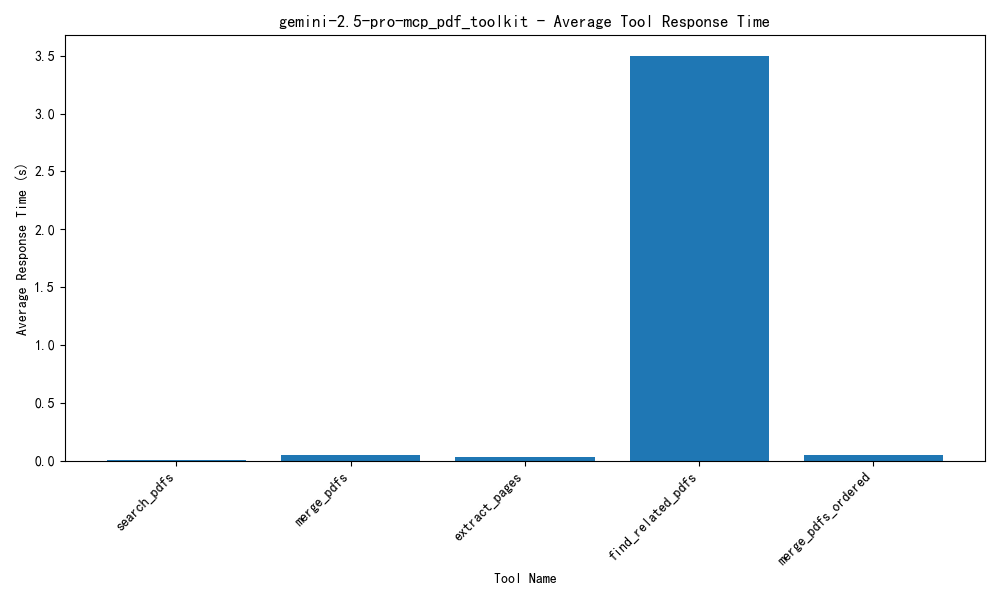 gemini-2.5-pro-mcp_pdf_toolkit - Average Tool Response Time
Average Response Time (s)
3.5
3.0
2.5
2.0
1.5
1.0
0.5
0.0
search_pdfs
merge_pdfs
extract_pages
find_related_pdfs
merge_pdfs_ordered
Tool Name